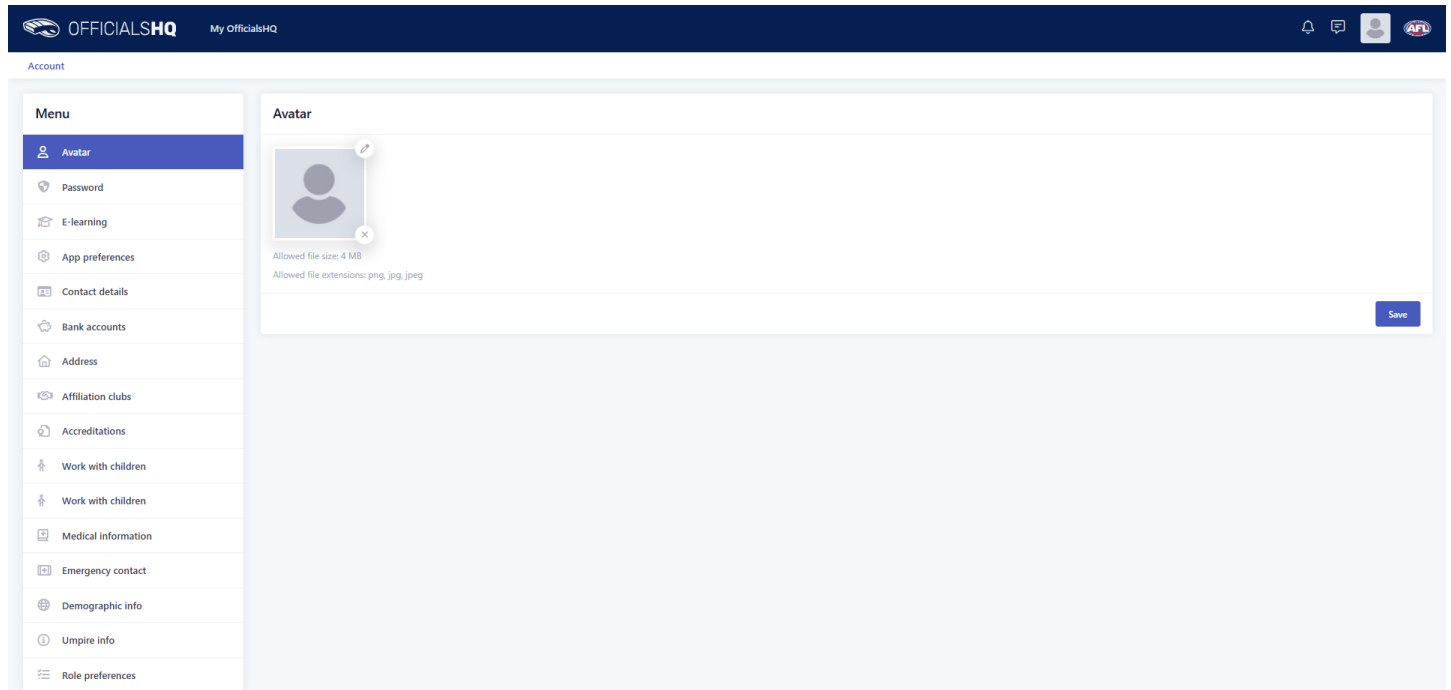 OFFICIALSHQ My OfficialsHQ AFL
Account
Menu
Avatar
Password
E-learning
App preferences
Contact details
Bank accounts
Address
Affiliation clubs
Accreditations
Work with children
Work with children
Medical information
Emergency contact
Demographic info
Umpire info
Role preferences
Avatar
Allowed file size: 4 MB
Allowed file extensions: png, jpg, jpeg
Save